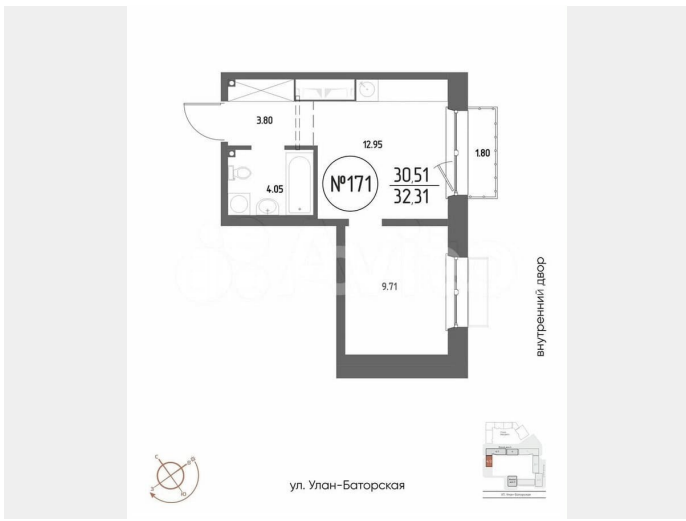 3.80
12.95
1.80
№171
30,51
32,31
4.05
9.71
Avito
внутренний двор
ул. Улан-Баторская
С
В
З
Ю